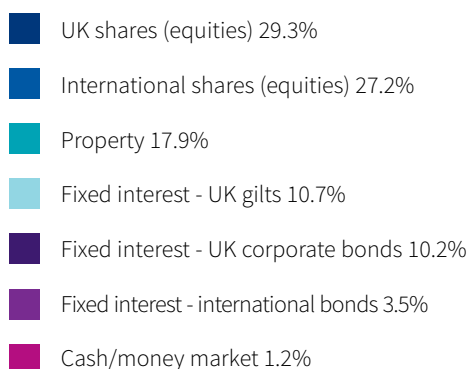 UK shares (equities) 29.3%
International shares (equities) 27.2%
Property 17.9%
Fixed interest - UK gilts 10.7%
Fixed interest - UK corporate bonds 10.2%
Fixed interest - international bonds 3.5%
Cash/money market 1.2%